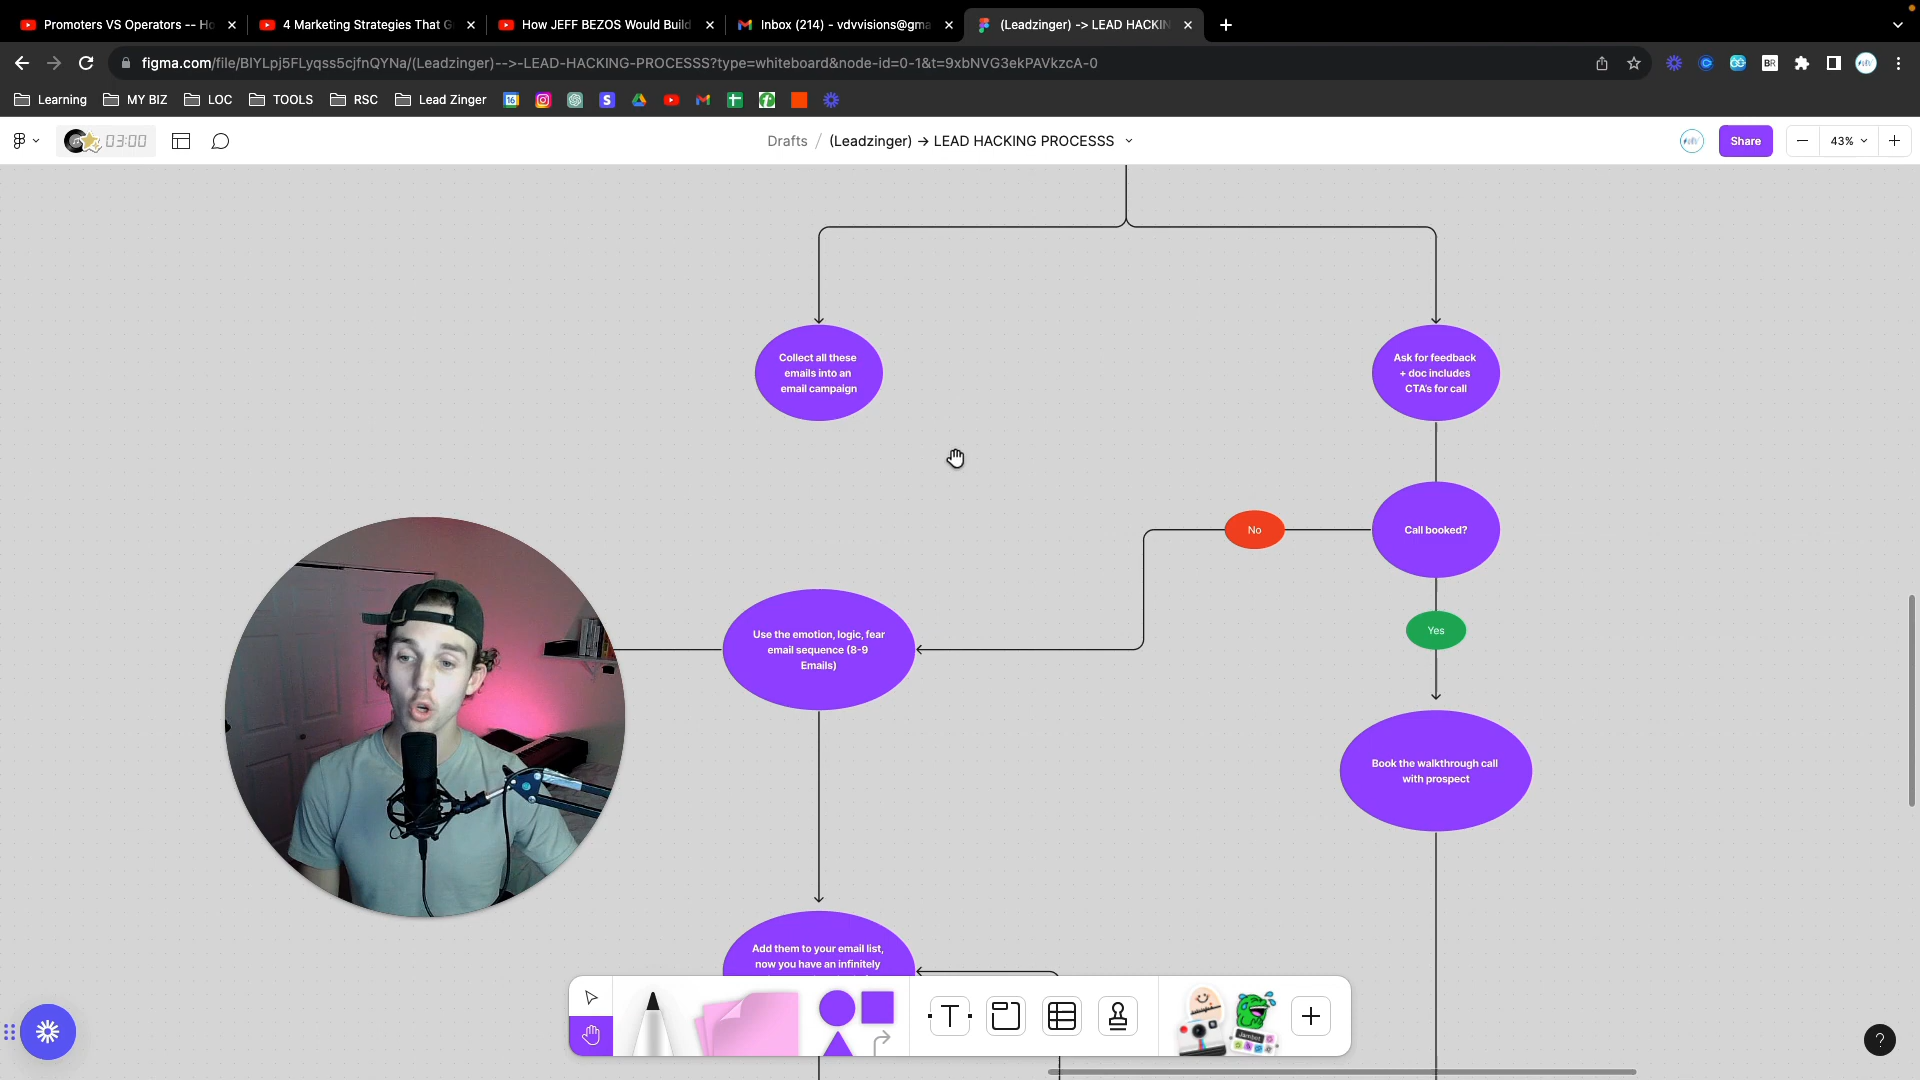 Promoters VS Operators -- Ho
4 Marketing Strategies That G
How JEFF BEZOS Would Build
Inbox (214) - vdvvisions@gma
(Leadzinger) -> LEAD HACKIN
figma.com/file/BlYLpj5FLyqss5cjfnQYNa/(Leadzinger)-->-LEAD-HACKING-PROCESSS?type=whiteboard&node-id=0-1&t=9xbNVG3ekPAVkzcA-0
Learning
MY BIZ
LOC
TOOLS
RSC
Lead Zinger
03:00
Drafts / (Leadzinger) → LEAD HACKING PROCESSS
Share
43%
Collect all these
emails into an
email campaign
Ask for feedback
+ doc includes
CTA's for call
No
Call booked?
Yes
Use the emotion, logic, fear
email sequence (8-9
Emails)
Book the walkthrough call
with prospect
Add them to your email list,
now you have an infinitely